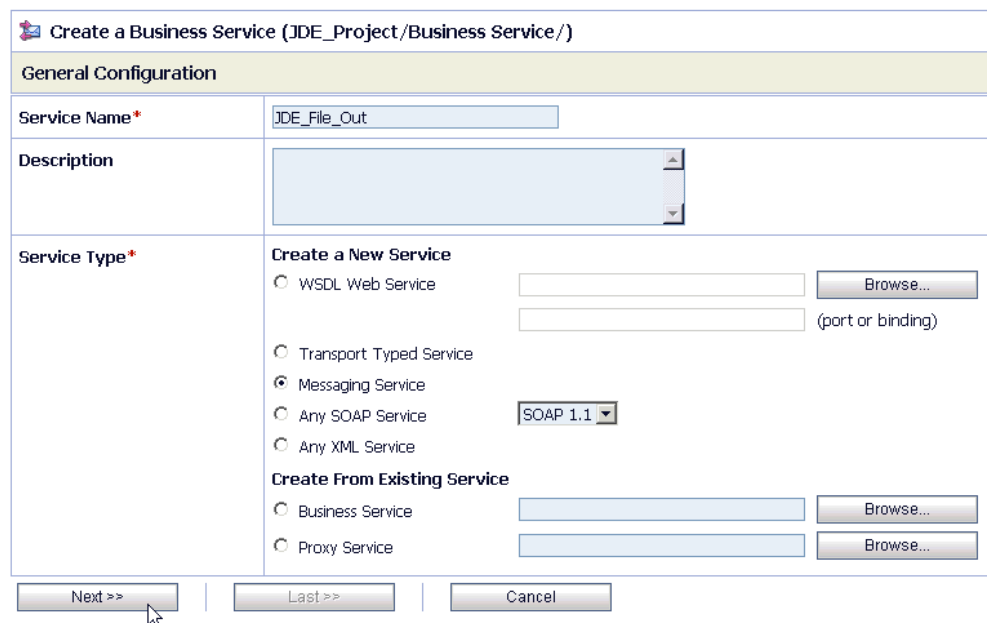 Create a Business Service (JDE_Project/Business Service/)
General Configuration
Service Name*
JDE_File_Out
Description
Service Type*
Create a New Service
WSDL Web Service
Browse...
(port or binding)
Transport Typed Service
Messaging Service
Any SOAP Service
SOAP 1.1
Any XML Service
Create From Existing Service
Business Service
Browse...
Proxy Service
Browse...
Next >>
Last >>
Cancel